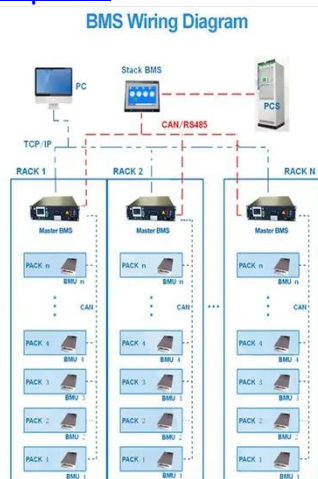 BMS Wiring Diagram
PC
Stack BMS
PCS
CAN/RS485
TCP/IP
RACK 1
RACK 2
RACK N
Master BMS
Master BMS
Master BMS
PACK n
BMU n
PACK n
BMU n
PACK n
BMU n
CAN
CAN
CAN
PACK 4
BMU 4
PACK 4
BMU 4
PACK 4
BMU 4
PACK 3
BMU 3
PACK 3
BMU 3
PACK 3
BMU 3
PACK 2
BMU 2
PACK 2
BMU 2
PACK 2
BMU 2
PACK 1
BMU 1
PACK 1
BMU 1
PACK 1
BMU 1